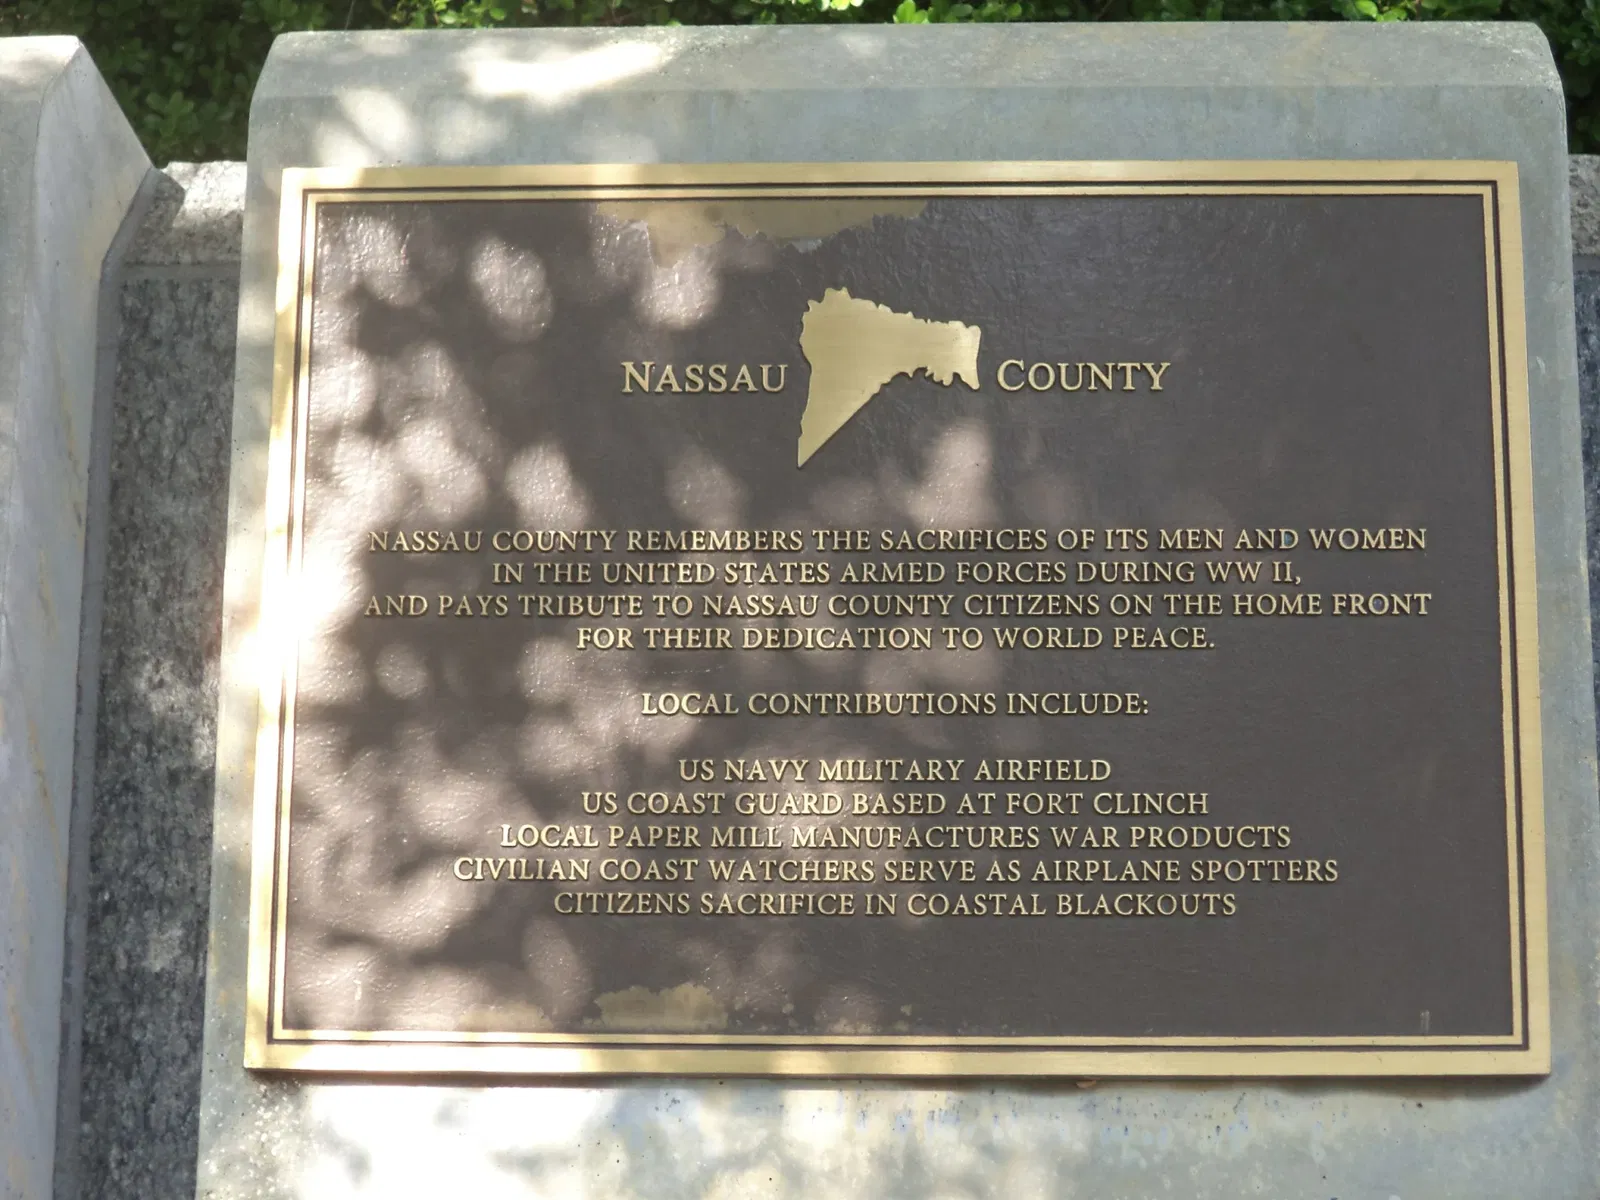 NASSAU COUNTY
NASSAU COUNTY REMEMBERS THE SACRIFICES OF ITS MEN AND WOMEN
IN THE UNITED STATES ARMED FORCES DURING WW II,
AND PAYS TRIBUTE TO NASSAU COUNTY CITIZENS ON THE HOME FRONT
FOR THEIR DEDICATION TO WORLD PEACE.
LOCAL CONTRIBUTIONS INCLUDE:
US NAVY MILITARY AIRFIELD
US COAST GUARD BASED AT FORT CLINCH
LOCAL PAPER MILL MANUFACTURES WAR PRODUCTS
CIVILIAN COAST WATCHERS SERVE AS AIRPLANE SPOTTERS
CITIZENS SACRIFICE IN COASTAL BLACKOUTS